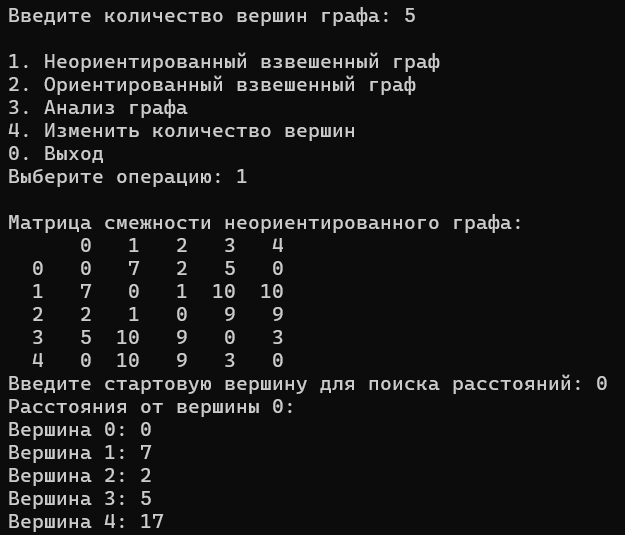 Введите количество вершин графа: 5
1. Неориентированный взвешенный граф
2. Ориентированный взвешенный граф
3. Анализ графа
4. Изменить количество вершин
0. Выход
Выберите операцию: 1
Матрица смежности неориентированного графа:
0 1 2 3 4
0 0 7 2 5 0
1 7 0 1 10 10
2 2 1 0 9 9
3 5 10 9 0 3
4 0 10 9 3 0
Введите стартовую вершину для поиска расстояний: 0
Расстояния от вершины 0:
Вершина 0: 0
Вершина 1: 7
Вершина 2: 2
Вершина 3: 5
Вершина 4: 17